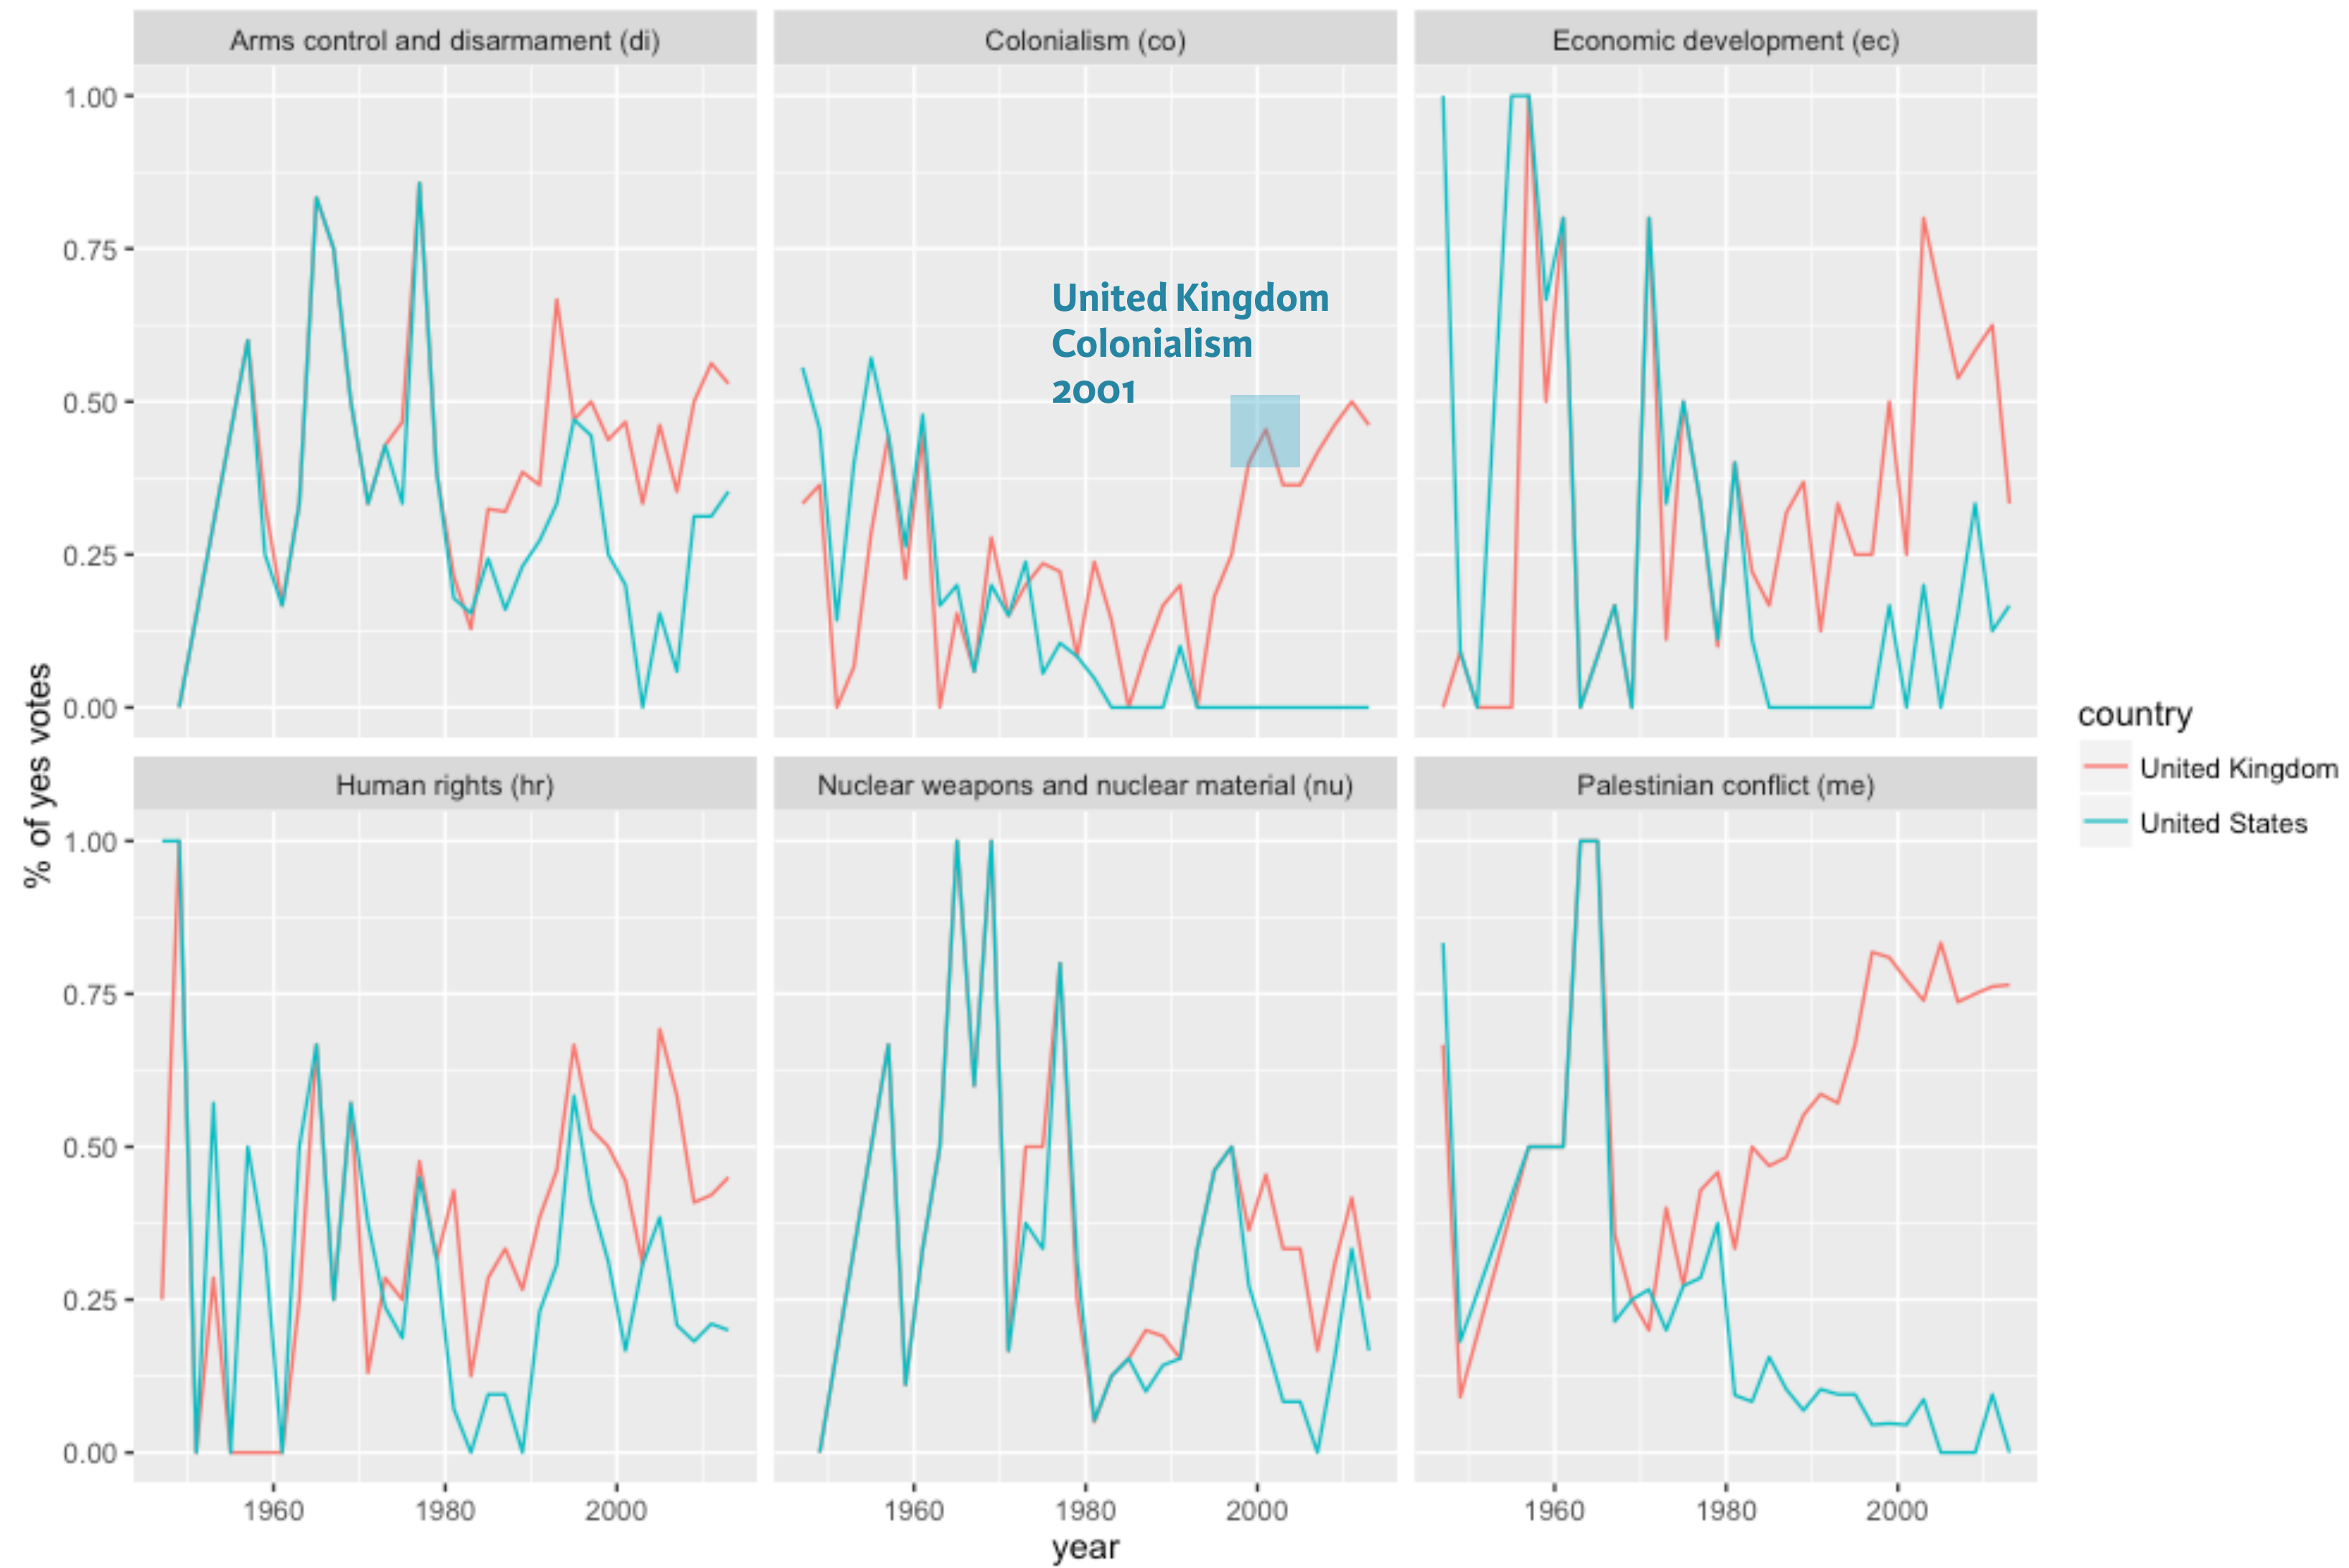 Arms control and disarmament (di)
Colonialism (co)
Economic development (ec)
1.00
0.75
0.50
0.25
0.00
United Kingdom
Colonialism
2001
% of yes votes
country
United Kingdom
United States
Human rights (hr)
Nuclear weapons and nuclear material (nu)
Palestinian conflict (me)
1.00
0.75
0.50
0.25
0.00
1960 1980 2000
1960 1980 2000
1960 1980 2000
year